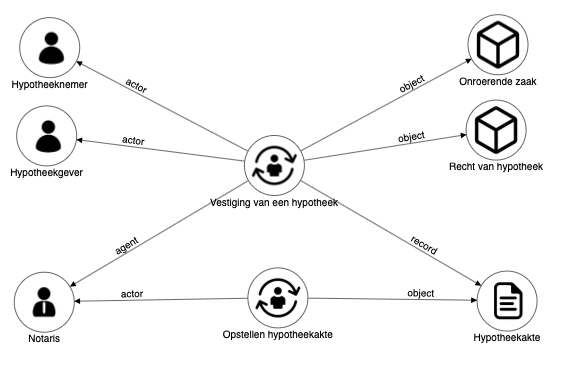 Hypotheeknemer
actor
object
Onroerende zaak
Hypotheekgever
actor
object
Recht van hypotheek
Vestiging van een hypotheek
agent
record
Notaris
actor
Opstellen hypotheekakte
object
Hypotheekakte